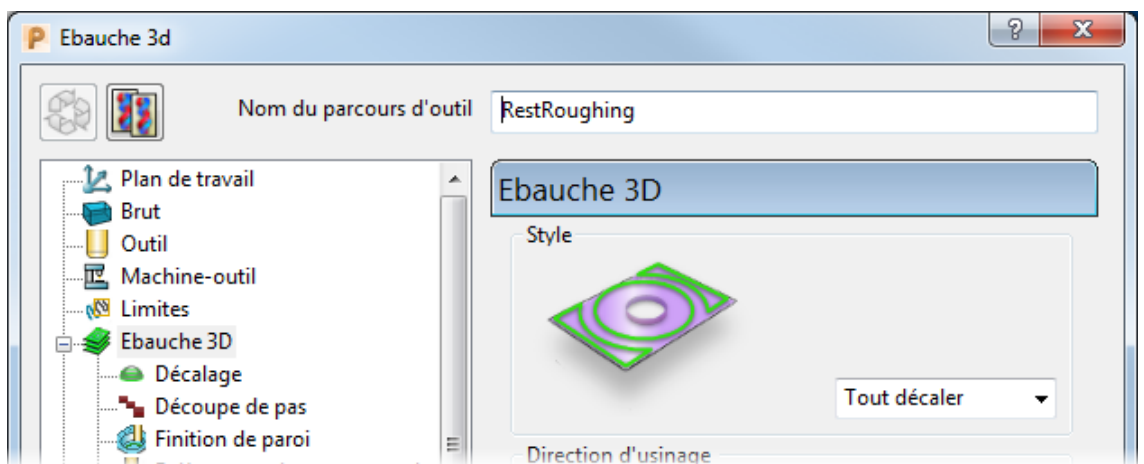 Ebauche 3d
Nom du parcours d'outil
RestRoughing
Plan de travail
Brut
Outil
Machine-outil
Limites
Ebauche 3D
Décalage
Découpe de pas
Finition de paroi
Ebauche 3D
Style
Tout décaler
Direction d'usinage